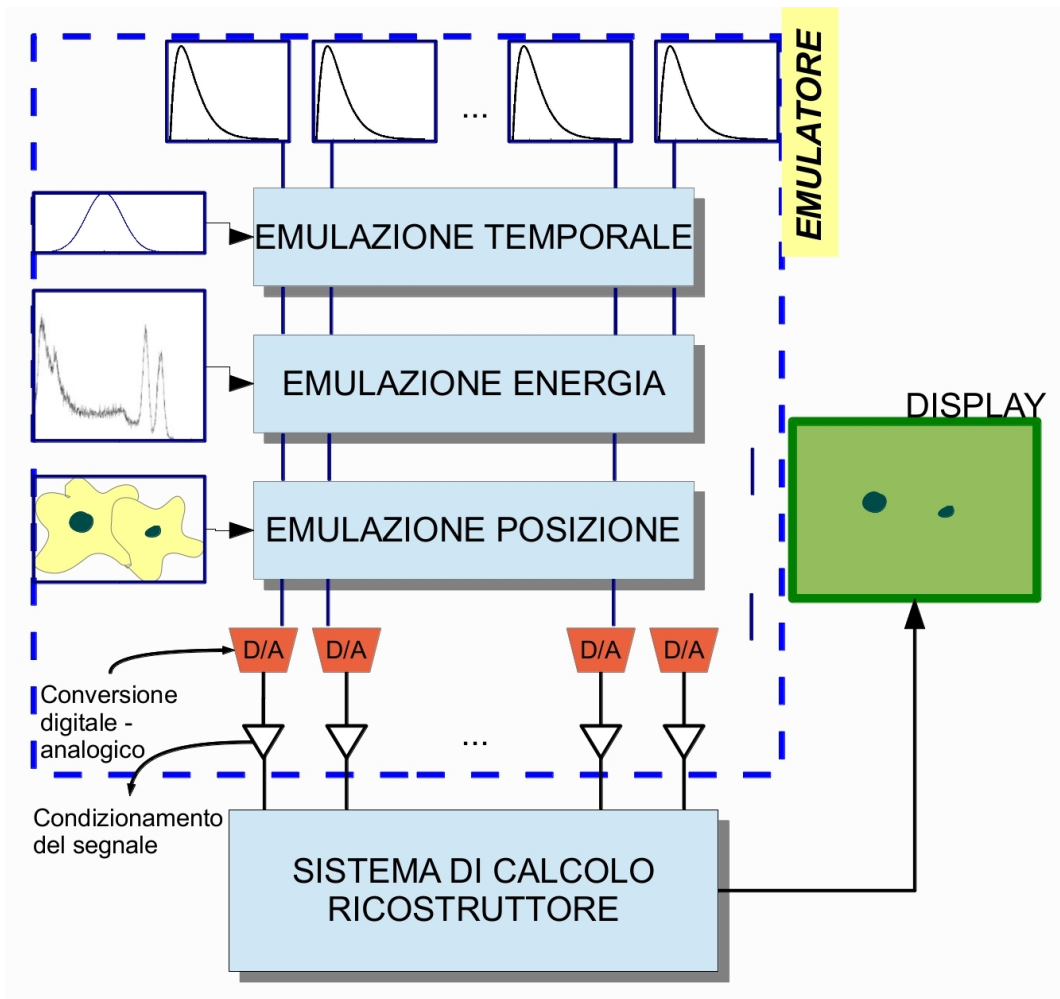 EMULATORE
...
EMULAZIONE TEMPORALE
EMULAZIONE ENERGIA
DISPLAY
EMULAZIONE POSIZIONE
D/A
D/A
D/A
D/A
Conversione
digitale -
analogico
...
Condizionamento
del segnale
SISTEMA DI CALCOLO
RICOSTRUTTORE